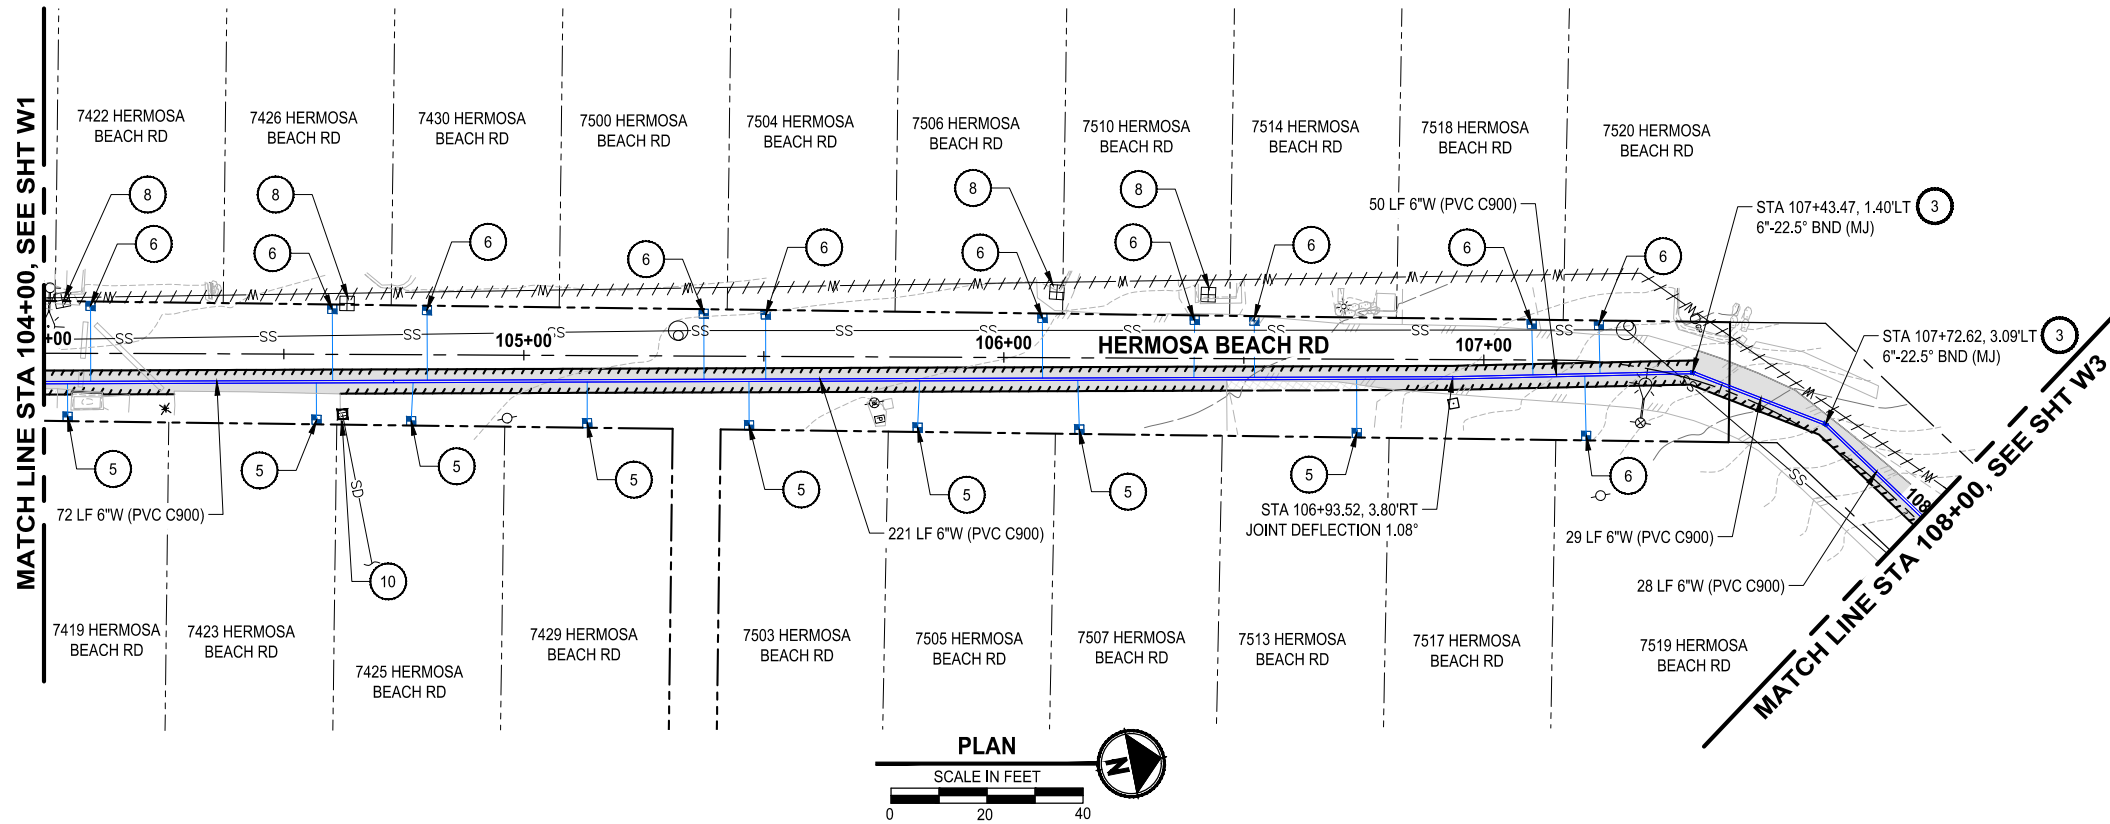 MATCH LINE STA 104+00, SEE SHT W1
7422 HERMOSA
BEACH RD
7426 HERMOSA
BEACH RD
7430 HERMOSA
BEACH RD
7500 HERMOSA
BEACH RD
7504 HERMOSA
BEACH RD
7506 HERMOSA
BEACH RD
7510 HERMOSA
BEACH RD
7514 HERMOSA
BEACH RD
7518 HERMOSA
BEACH RD
7520 HERMOSA
BEACH RD
8
8
8
8
6
6
6
6
6
6
6
6
6
6
50 LF 6"W (PVC C900)
STA 107+43.47, 1.40'LT
6"-22.5° BND (MJ)
3
STA 107+72.62, 3.09'LT
6"-22.5° BND (MJ)
3
W
W
W
W
W
W
W
W
W
W
W
W
W
+00
SS
SS
SS
105+00
SS
SS
SS
SS
106+00
SS
HERMOSA BEACH RD
SS
SS
107+00
SS
SS
SS
108
5
5
5
5
5
5
5
5
6
SD
P
10
72 LF 6"W (PVC C900)
221 LF 6"W (PVC C900)
STA 106+93.52, 3.80'RT
JOINT DEFLECTION 1.08°
29 LF 6"W (PVC C900)
28 LF 6"W (PVC C900)
MATCH LINE STA 108+00, SEE SHT W3
7419 HERMOSA
BEACH RD
7423 HERMOSA
BEACH RD
7425 HERMOSA
BEACH RD
7429 HERMOSA
BEACH RD
7503 HERMOSA
BEACH RD
7505 HERMOSA
BEACH RD
7507 HERMOSA
BEACH RD
7513 HERMOSA
BEACH RD
7517 HERMOSA
BEACH RD
7519 HERMOSA
BEACH RD
PLAN
SCALE IN FEET
0 20 40
N